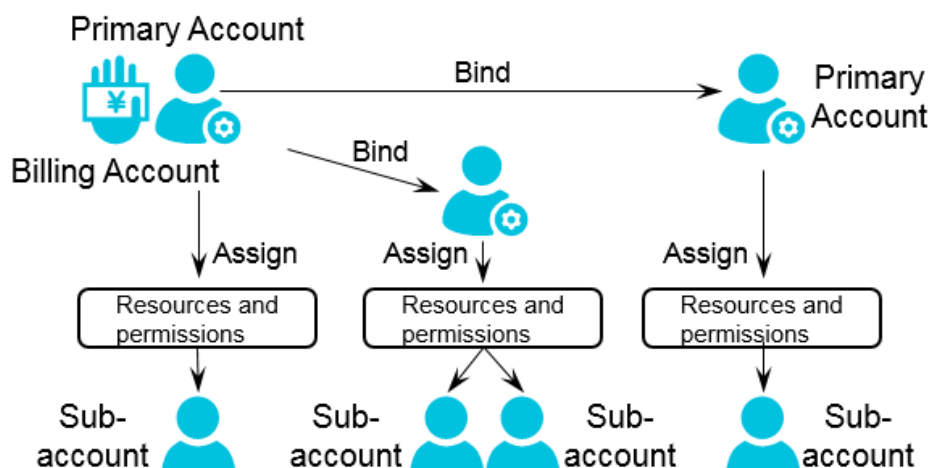 Primary Account
Bind
Primary
Account
¥
Bind
Billing Account
Assign
Assign
Assign
Resources and
permissions
Resources and
permissions
Resources and
permissions
Sub-
account
Sub-
account
Sub-
account
Sub-
account